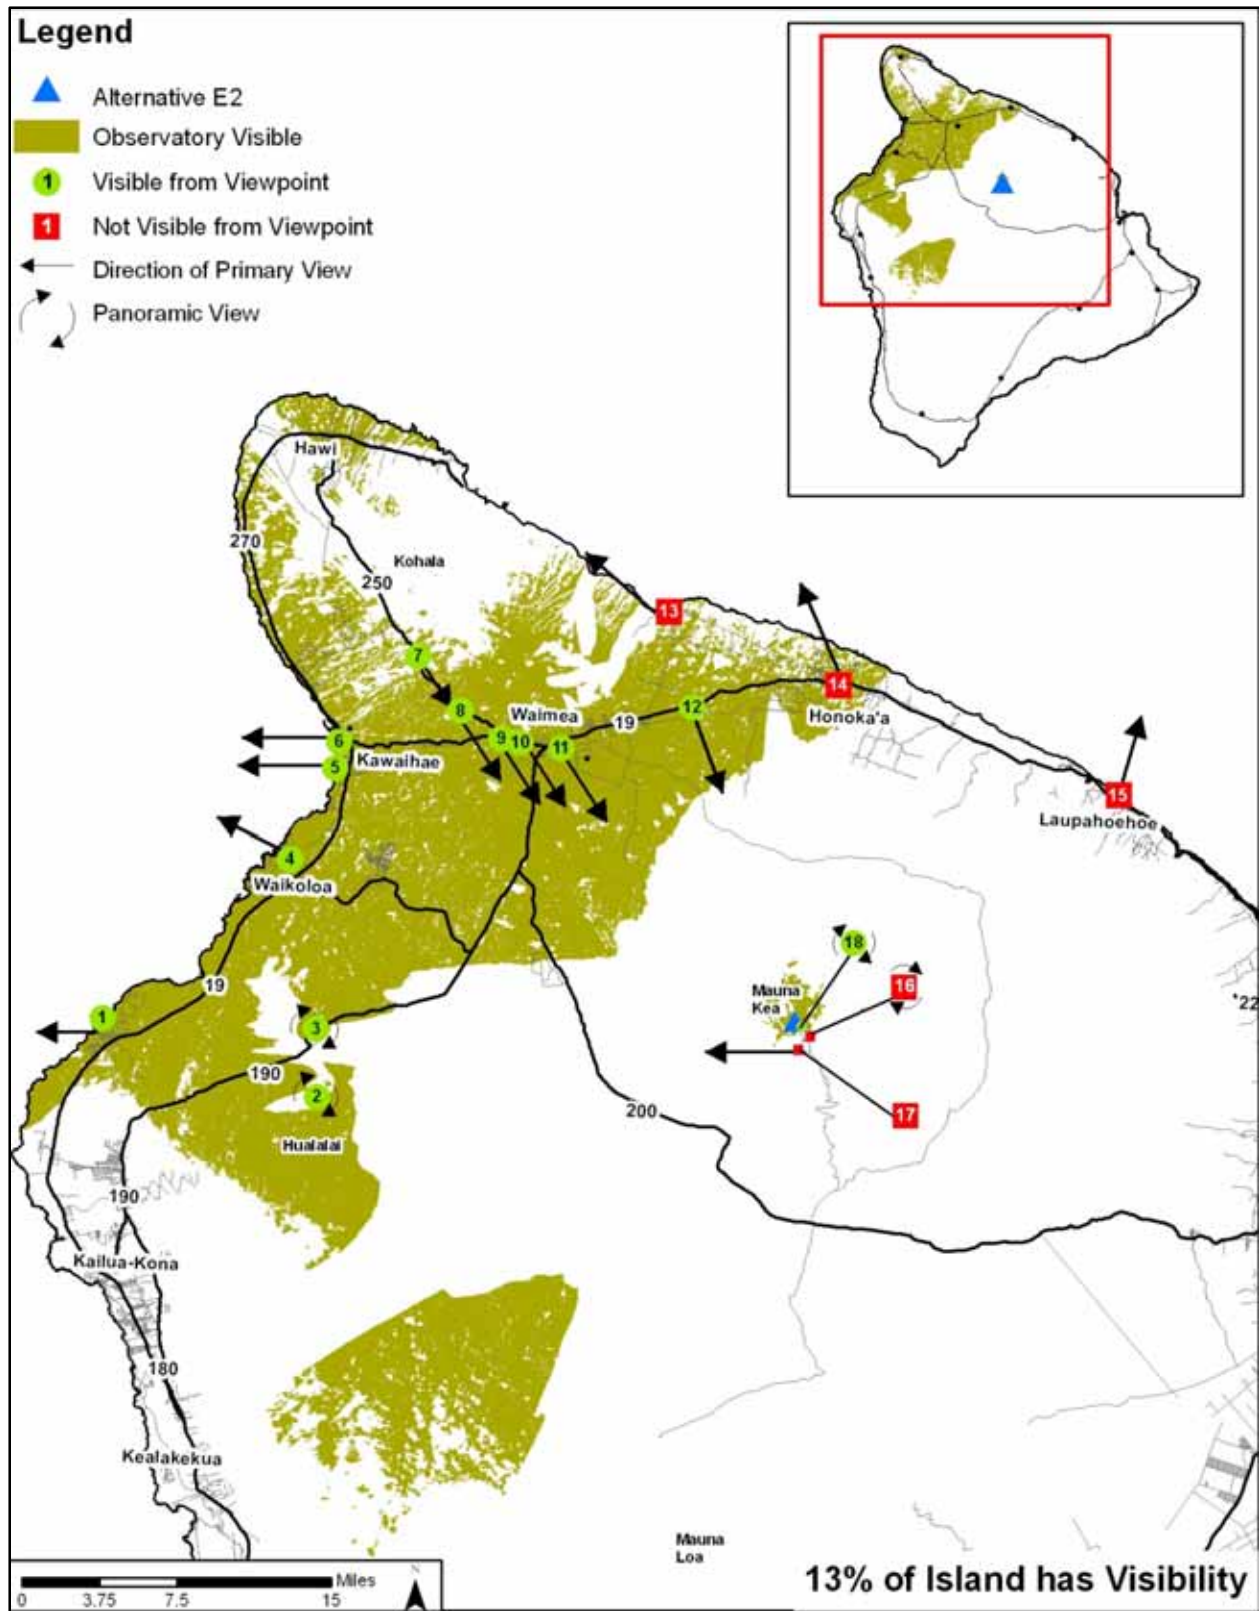 Legend
Alternative E2
Observatory Visible
1 Visible from Viewpoint
1 Not Visible from Viewpoint
Direction of Primary View
Panoramic View
Hawi
270
Kohala
250
13
7
14
8
12
Waimea
19
Honoka'a
6
9
10
11
Kawaihae
5
15
Laupahoehoe
4
Waikoloa
18
19
16
Mauna
Kea
22
1
3
190
2
200
17
Hualalai
190
Kailua-Kona
180
Kealakekua
Mauna
Loa
Miles
0 3.75 7.5 15
N
13% of Island has Visibility